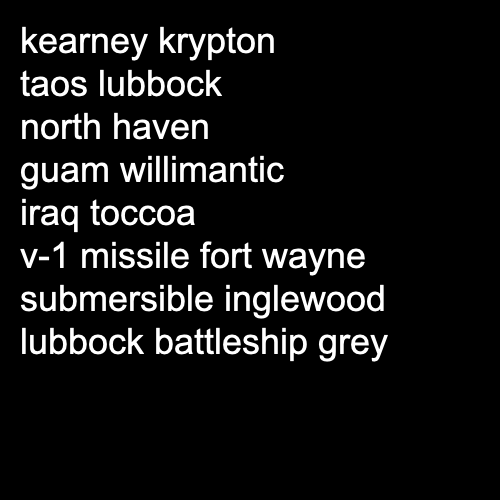 kearney krypton
taos lubbock
north haven
guam willimantic
iraq toccoa
v-1 missile fort wayne
submersible inglewood
lubbock battleship grey